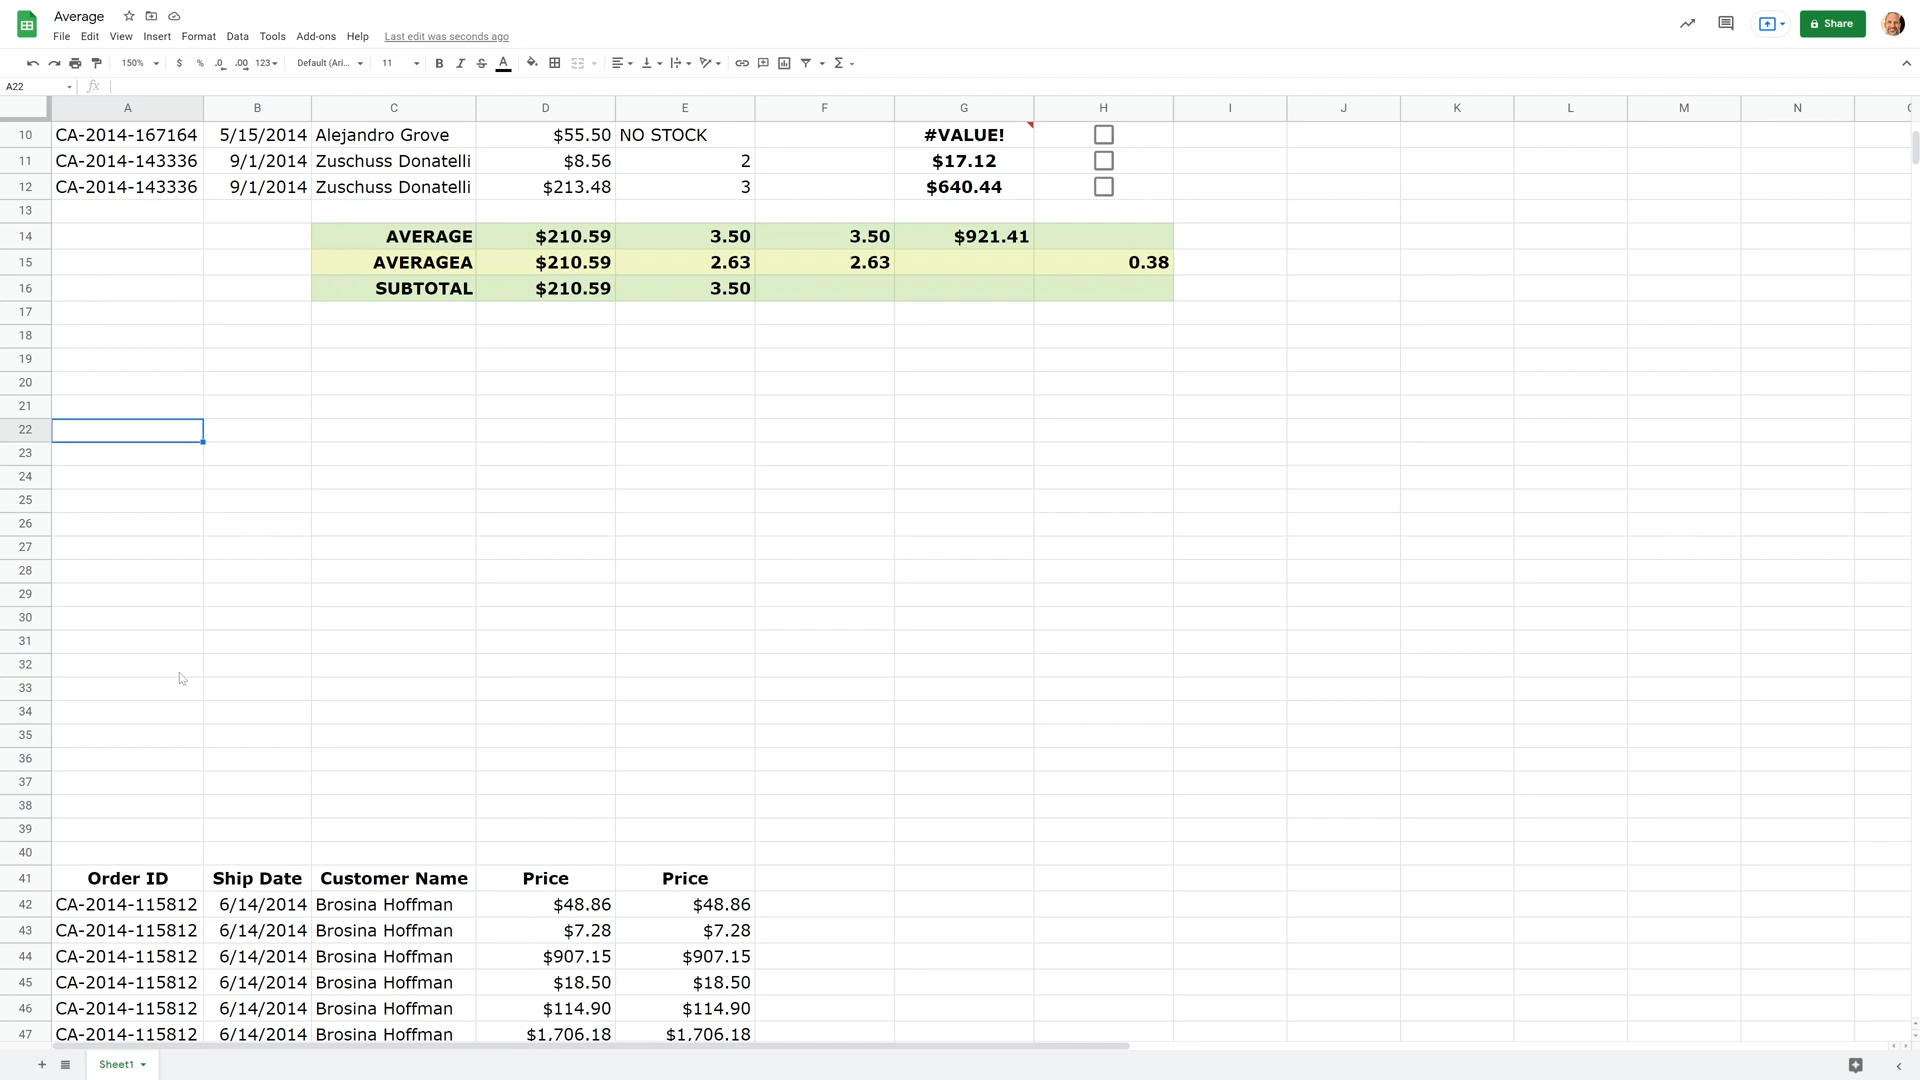 Average
File Edit View Insert Format Data Tools Add-ons Help Last edit was seconds ago
Share
150% $ % .0 .00 123 Default (Ari... 11 B I S A Σ
A22 fx
A B C D E F G H I J K L M N
10 CA-2014-167164 5/15/2014 Alejandro Grove $55.50 NO STOCK #VALUE!
11 CA-2014-143336 9/1/2014 Zuschuss Donatelli $8.56 2 $17.12
12 CA-2014-143336 9/1/2014 Zuschuss Donatelli $213.48 3 $640.44
13
14 AVERAGE $210.59 3.50 3.50 $921.41
15 AVERAGEA $210.59 2.63 2.63 0.38
16 SUBTOTAL $210.59 3.50
17
18
19
20
21
22
23
24
25
26
27
28
29
30
31
32
33
34
35
36
37
38
39
40
41 Order ID Ship Date Customer Name Price Price
42 CA-2014-115812 6/14/2014 Brosina Hoffman $48.86 $48.86
43 CA-2014-115812 6/14/2014 Brosina Hoffman $7.28 $7.28
44 CA-2014-115812 6/14/2014 Brosina Hoffman $907.15 $907.15
45 CA-2014-115812 6/14/2014 Brosina Hoffman $18.50 $18.50
46 CA-2014-115812 6/14/2014 Brosina Hoffman $114.90 $114.90
47 CA-2014-115812 6/14/2014 Brosina Hoffman $1,706.18 $1,706.18
Sheet1